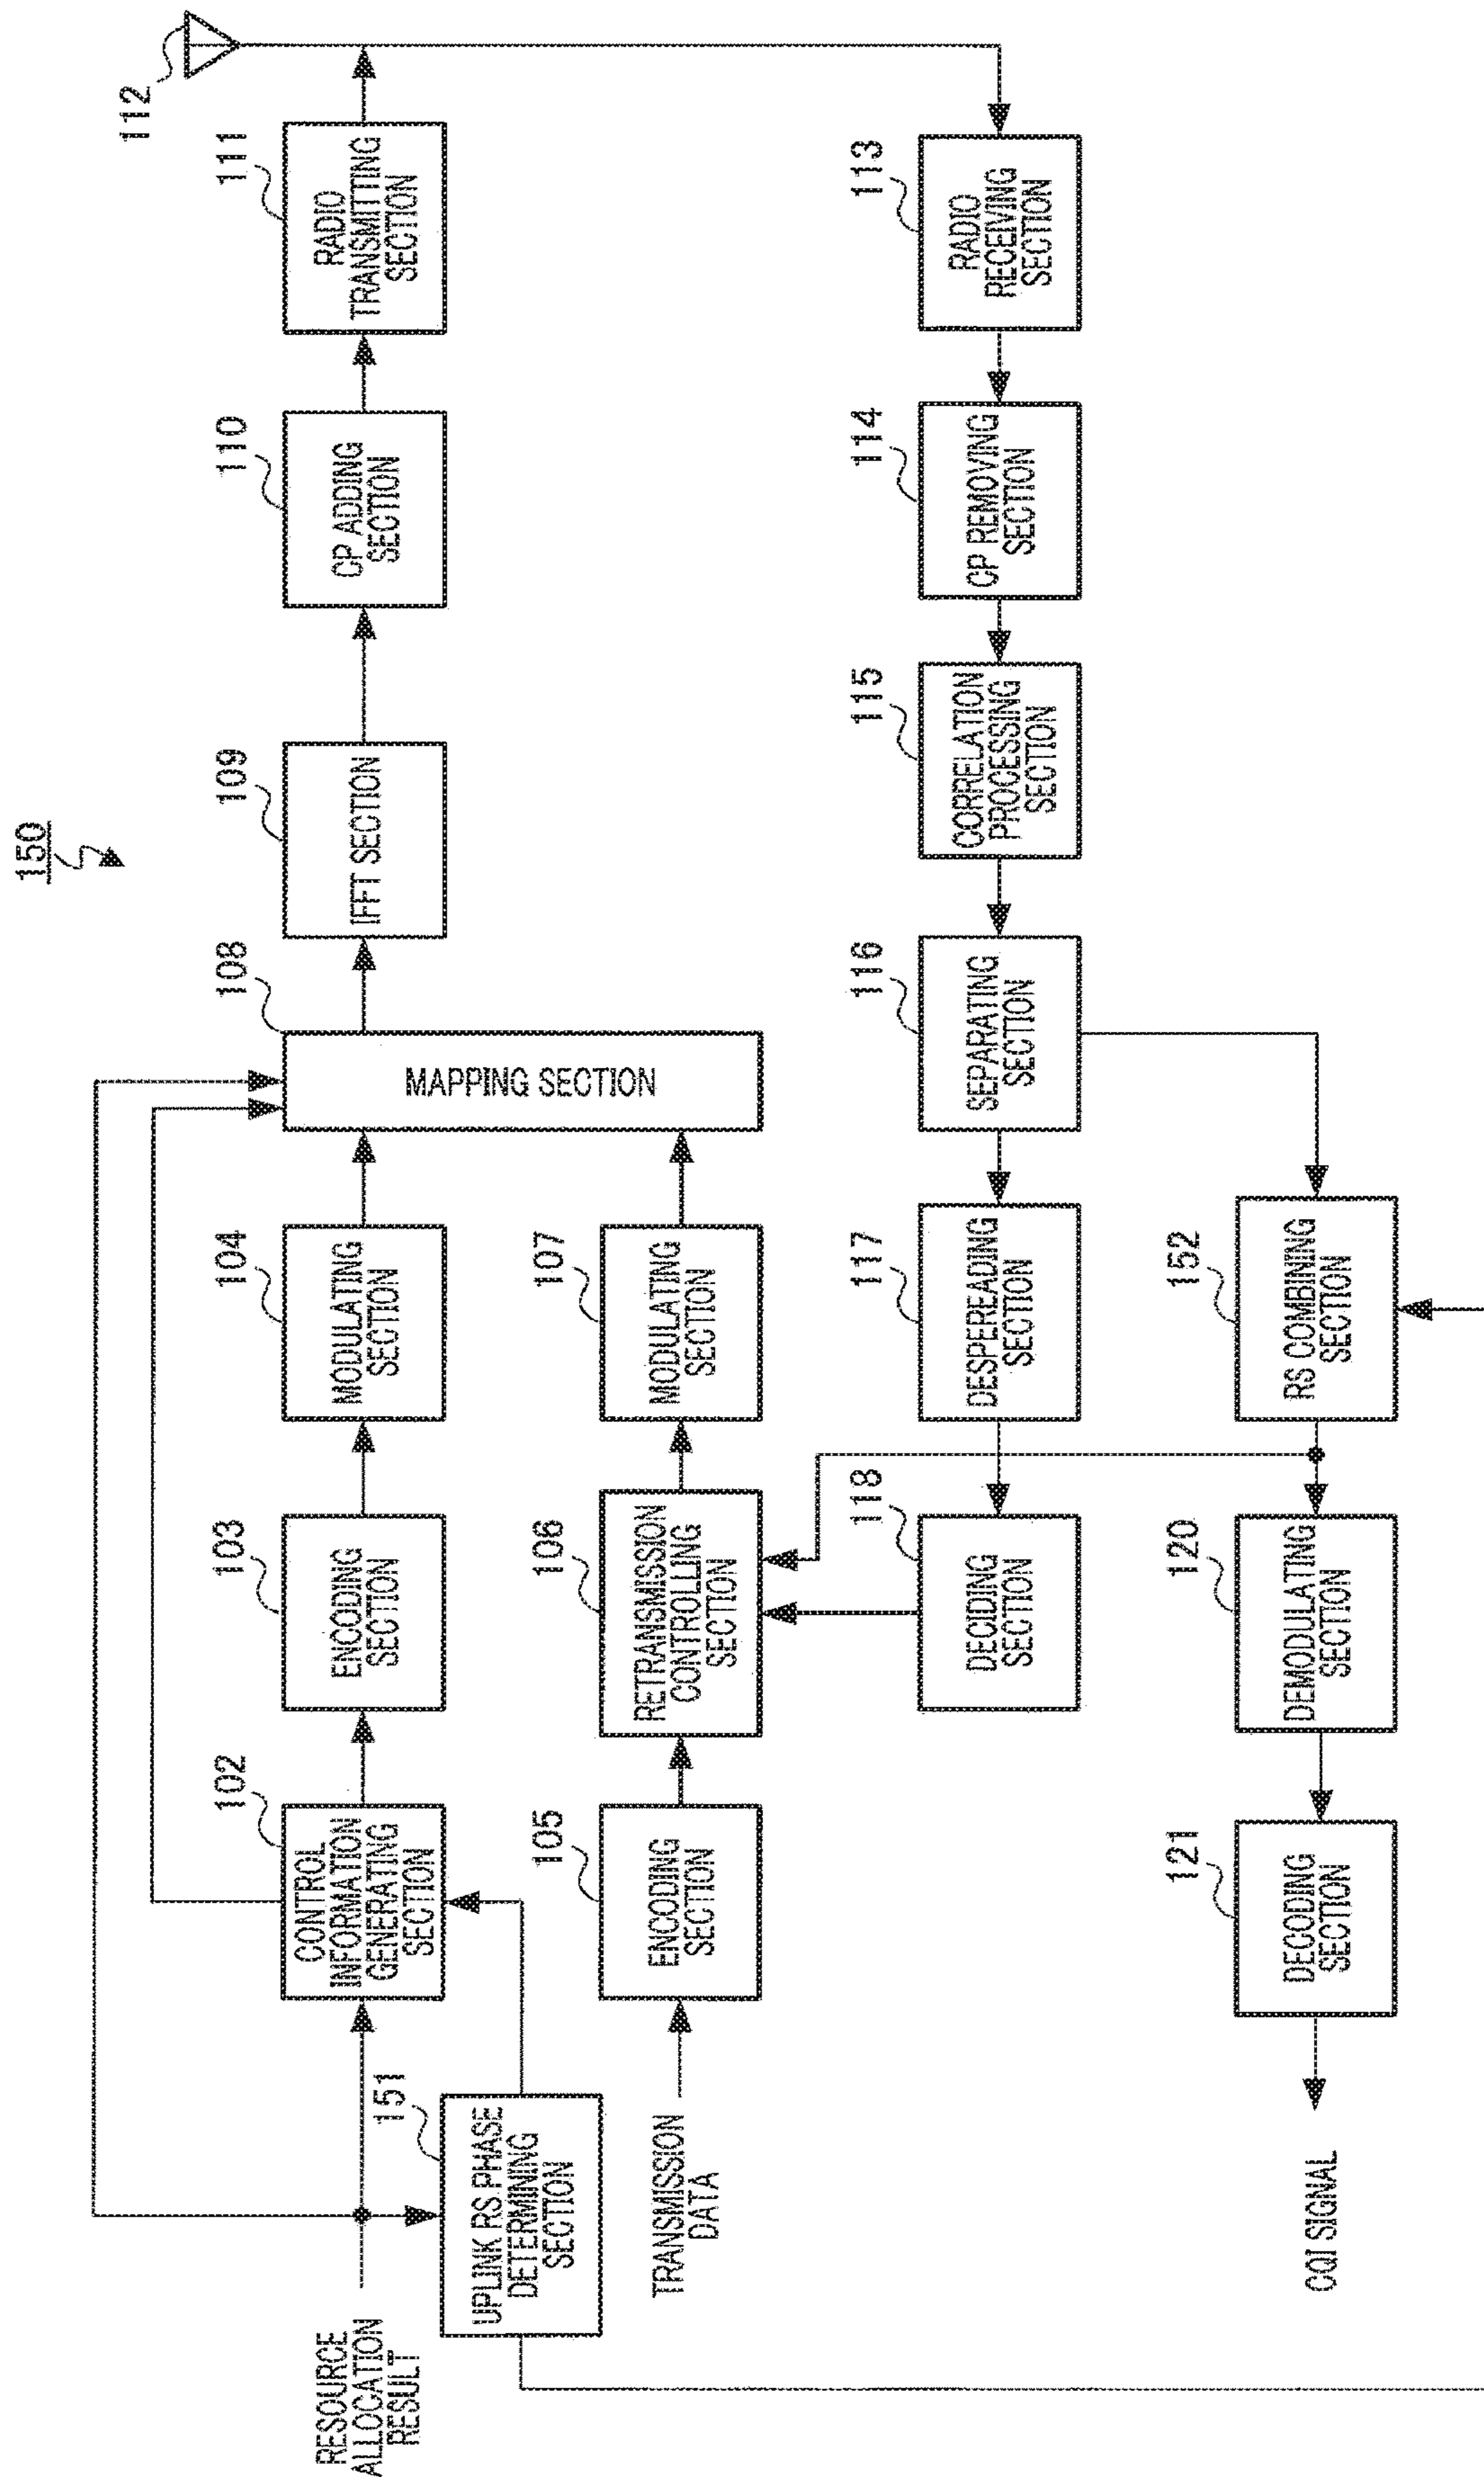 150
RESOURCE
ALLOCATION
RESULT
102
CONTROL
INFORMATION
GENERATING
SECTION
103
ENCODING
SECTION
104
MODULATING
SECTION
108
MAPPING SECTION
109
IFFT SECTION
110
CP ADDING
SECTION
111
RADIO
TRANSMITTING
SECTION
112
151
UPLINK RS PHASE
DETERMINING
SECTION
TRANSMISSION
DATA
105
ENCODING
SECTION
106
RETRANSMISSION
CONTROLLING
SECTION
107
MODULATING
SECTION
118
DECIDING
SECTION
117
DESPEREADING
SECTION
116
SEPARATING
SECTION
115
CORRELATION
PROCESSING
SECTION
114
CP REMOVING
SECTION
113
RADIO
RECEIVING
SECTION
CQI SIGNAL
121
DECODING
SECTION
120
DEMODULATING
SECTION
152
RS COMBINING
SECTION